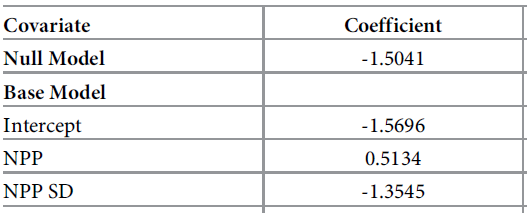 Covariate Coefficient
Null Model -1.5041
Base Model
Intercept -1.5696
NPP 0.5134
NPP SD -1.3545